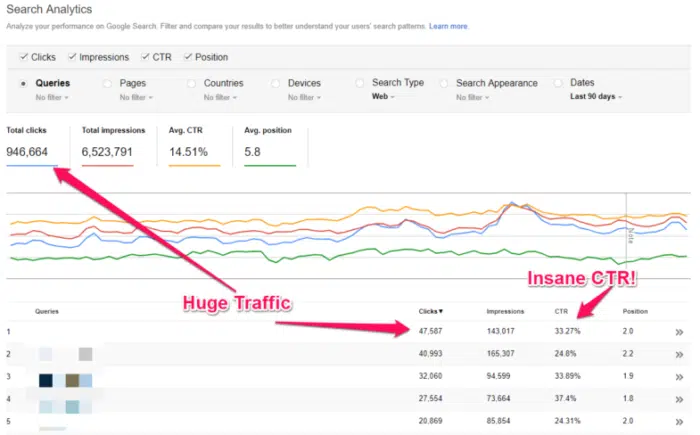 Search Analytics
Analyze your performance on Google Search. Filter and compare your results to better understand your users' search patterns. Learn more.
Clicks Impressions CTR Position
Queries Pages Countries Devices Search Type Search Appearance Dates
No filter No filter No filter No filter Web No filter Last 90 days
Total clicks Total impressions Avg. CTR Avg. position
946,664 6,523,791 14.51% 5.8
Note
Huge Traffic
Insane CTR!
Queries Clicks▼ Impressions CTR Position
1 47,587 143,017 33.27% 2.0 »
2 40,993 165,307 24.8% 2.2 »
3 32,060 94,599 33.89% 1.9 »
4 27,554 73,664 37.4% 1.8 »
5 20,869 85,854 24.31% 2.0 »